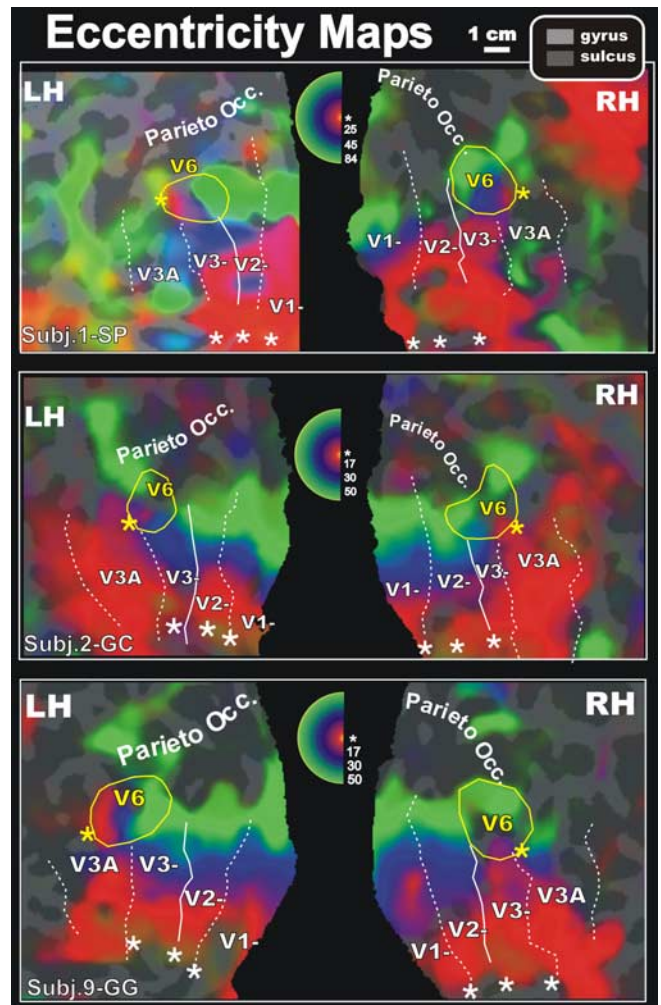 Eccentricity Maps
1 cm
gyrus
sulcus
LH
Parieto Occ.
V6
*
V3A
V3-
V2-
V1-
* * *
Subj.1-SP
*
25
45
84
RH
Parieto Occ.
V6
*
V1-
V2-
V3-
V3A
* * *
LH
Parieto Occ.
V6
*
V3A
V3-
V2-
V1-
* * *
Subj.2-GC
*
17
30
50
RH
Parieto Occ.
V6
*
V1-
V2-
V3-
V3A
* * *
LH
Parieto Occ.
V6
*
V3A
V3-
V2-
V1-
* * *
Subj.9-GG
*
17
30
50
RH
Parieto Occ.
V6
*
V3A
V3-
V2-
V1-
* * *